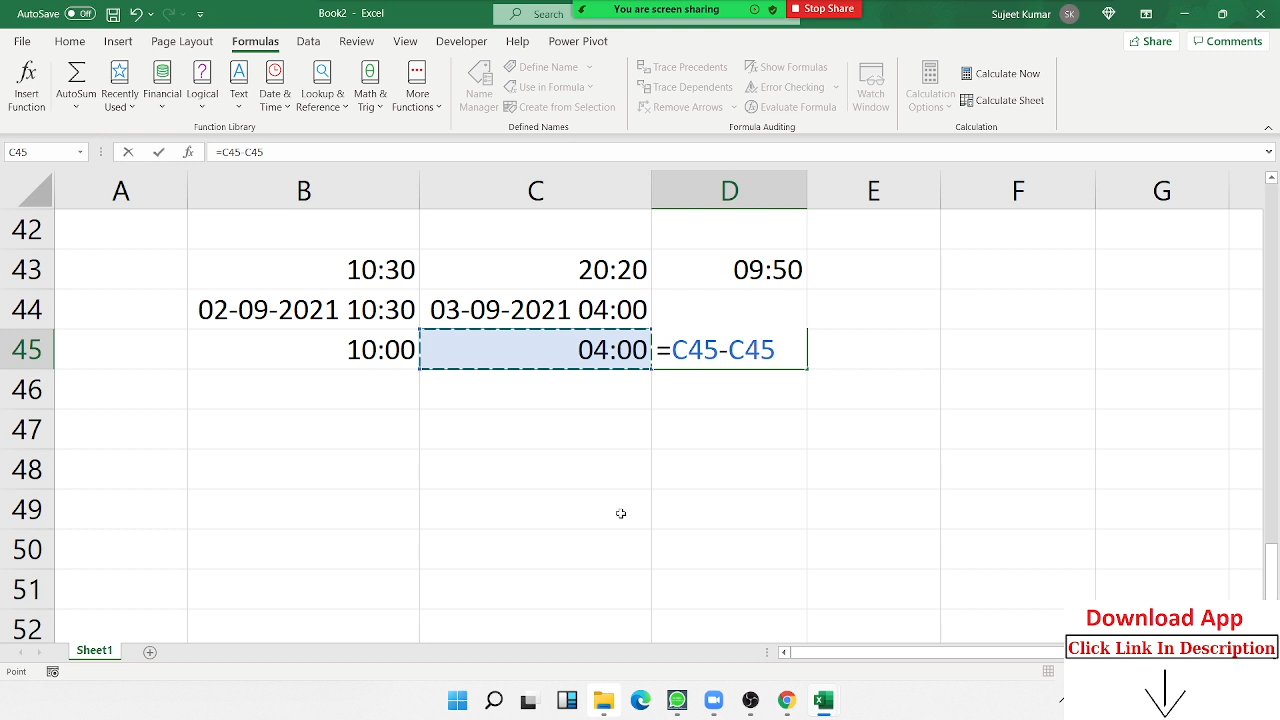 AutoSave Off Book2 - Excel Search You are screen sharing Stop Share Sujeet Kumar SK
File Home Insert Page Layout Formulas Data Review View Developer Help Power Pivot Share Comments
Insert Function AutoSum Recently Used Financial Logical Text Date & Time Lookup & Reference Math & Trig More Functions
Function Library
Name Manager Define Name Use in Formula Create from Selection
Defined Names
Trace Precedents Trace Dependents Remove Arrows Show Formulas Error Checking Evaluate Formula Watch Window
Formula Auditing
Calculation Options Calculate Now Calculate Sheet
Calculation
C45 fx =C45-C45
A B C D E F G
42
43 10:30 20:20 09:50
44 02-09-2021 10:30 03-09-2021 04:00
45 10:00 04:00 =C45-C45
46
47
48
49
50
51
52
Download App
Click Link In Description
Sheet1
Point